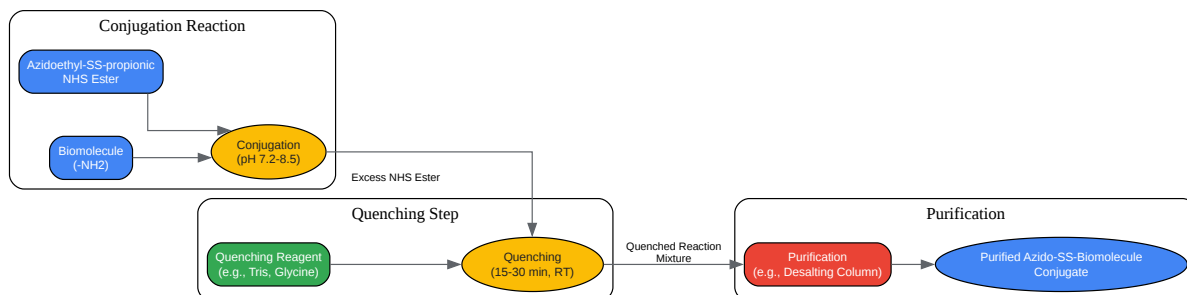 Conjugation Reaction
Azidoethyl-SS-propionic
NHS Ester
Biomolecule
(-NH2)
Conjugation
(pH 7.2-8.5)
Excess NHS Ester
Quenching Step
Quenching Reagent
(e.g., Tris, Glycine)
Quenching
(15-30 min, RT)
Quenched Reaction
Mixture
Purification
Purification
(e.g., Desalting Column)
Purified Azido-SS-Biomolecule
Conjugate